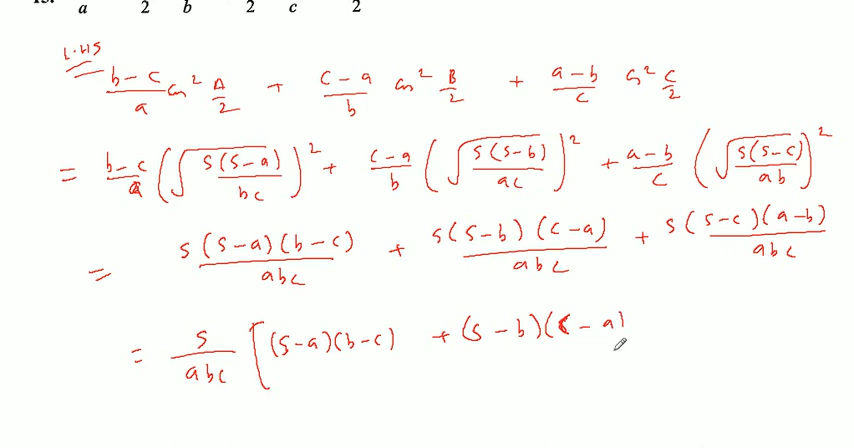 a 2 b 2 c 2
L.H.S
(b-c)/a cos² A/2 + (c-a)/b cos² B/2 + (a-b)/c cos² C/2
= (b-c)/a (√(s(s-a)/bc))² + (c-a)/b (√(s(s-b)/ac))² + (a-b)/c (√(s(s-c)/ab))²
= s(s-a)(b-c)/abc + s(s-b)(c-a)/abc + s(s-c)(a-b)/abc
= s/abc [(s-a)(b-c) + (s-b)(c-a)